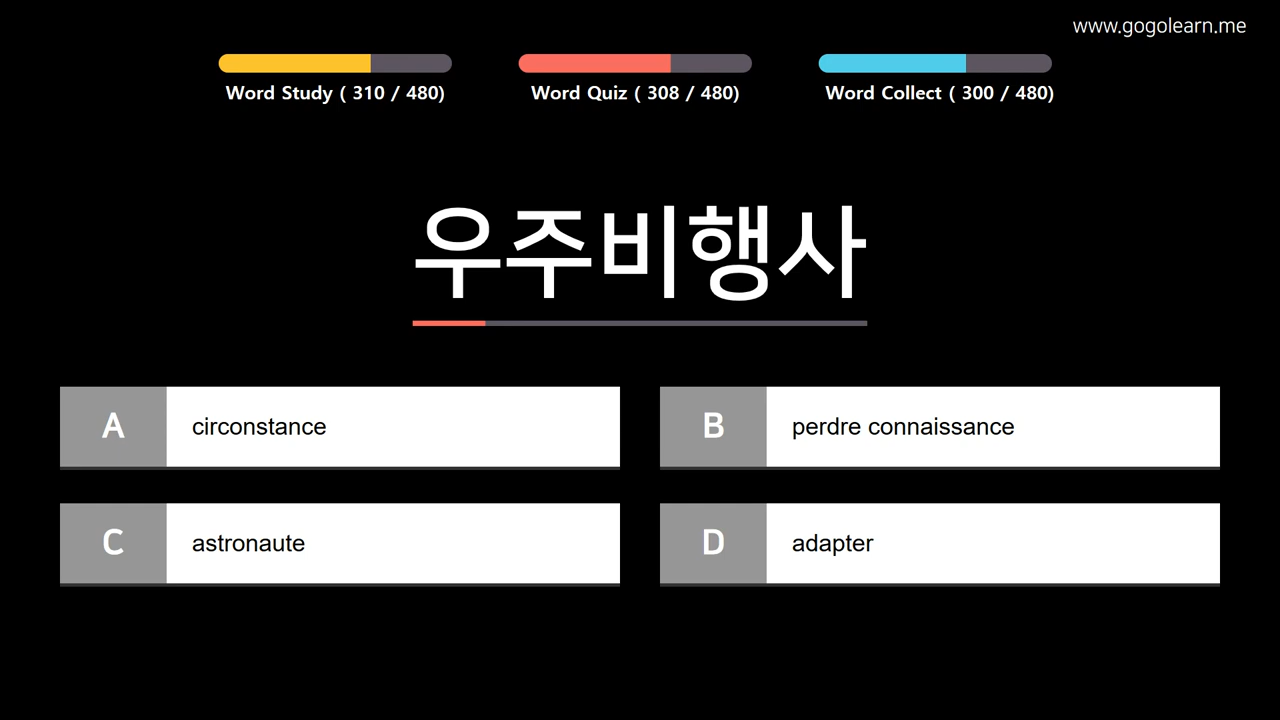 www.gogolearn.me
Word Study ( 310 / 480)
Word Quiz ( 308 / 480)
Word Collect ( 300 / 480)
우주비행사
A circonstance
B perdre connaissance
C astronaute
D adapter